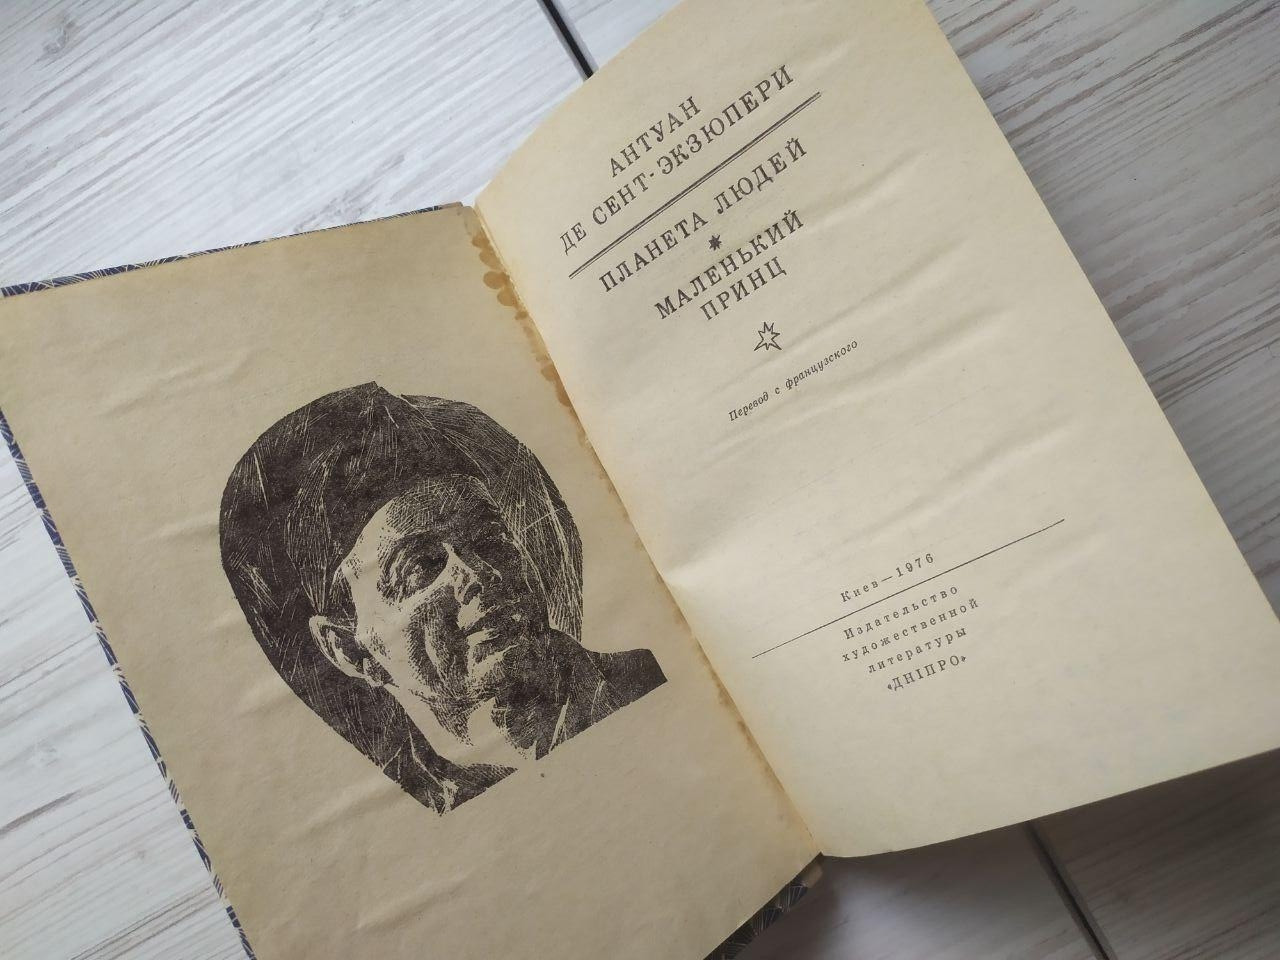 АНТУАН
ДЕ СЕНТ-ЭКЗЮПЕРИ
ПЛАНЕТА ЛЮДЕЙ
МАЛЕНЬКИЙ
ПРИНЦ
Перевод с французского
Киев—1976
Издательство
художественной
литературы
«ДНІПРО»